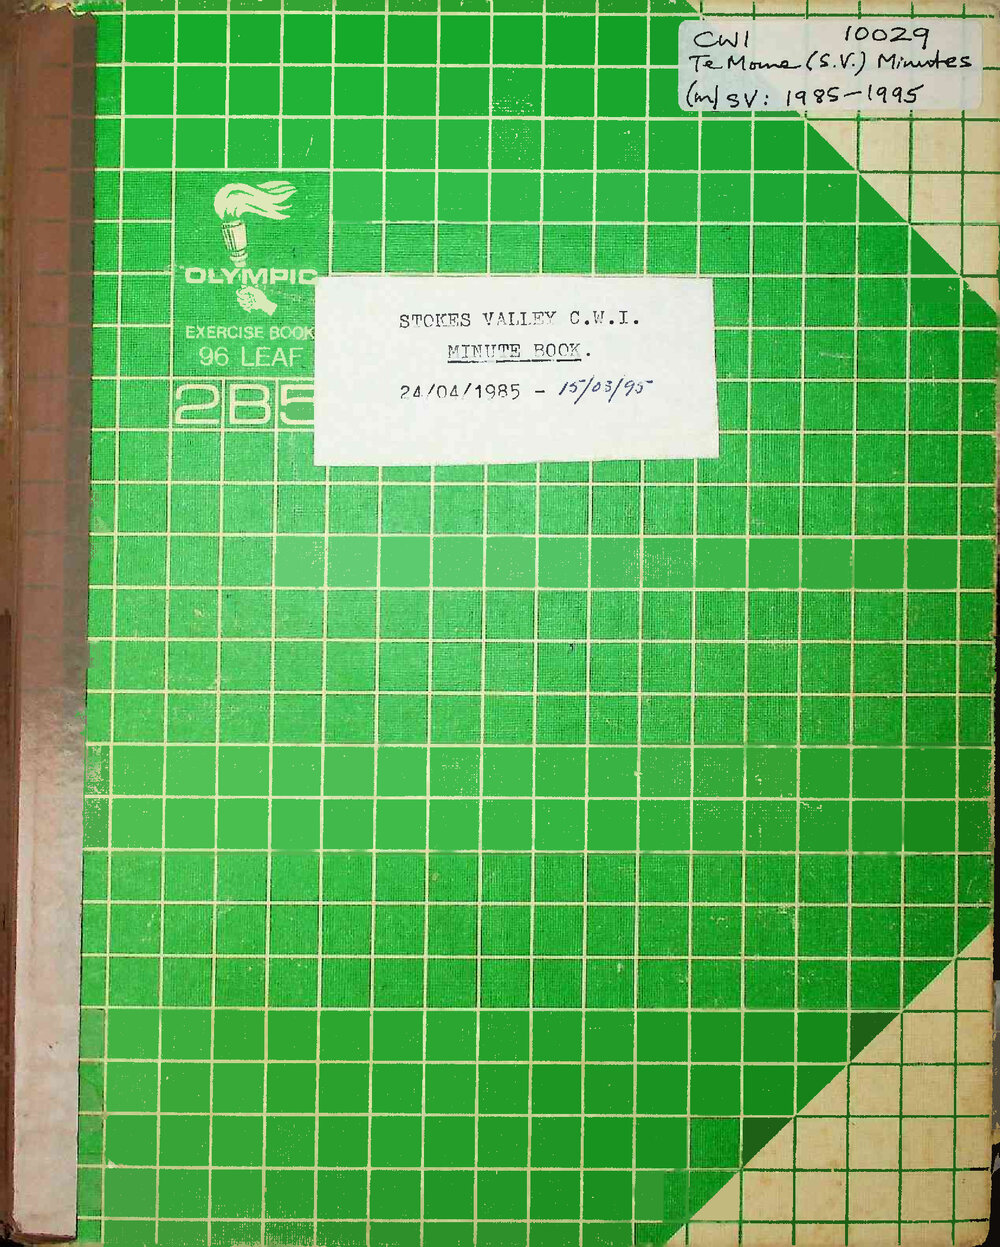 CWI 10029
Te Mome (S.V.) Minutes
(m) SV: 1985-1995
OLYMPIC
EXERCISE BOOK
96 LEAF
2B5
STOKES VALLEY C.W.I.
MINUTE BOOK.
24/04/1985 - 15/03/95